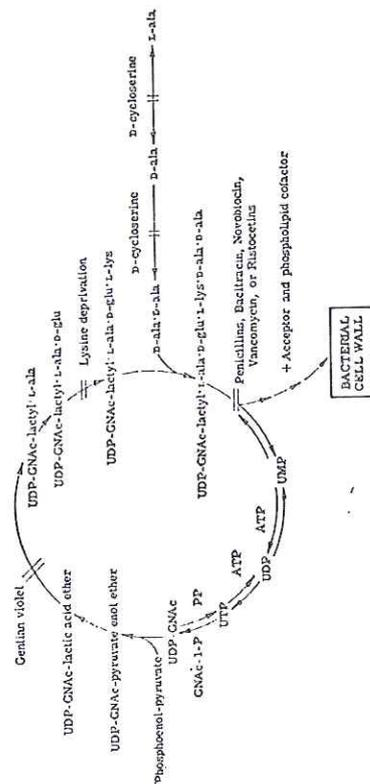 Gentian violet
UDP-GNAc-lactyl·L-ala
UDP-GNAc-lactic acid ether
UDP-GNAc-lactyl·L-ala·D-glu
Lysine deprivation
UDP-GNAc-pyruvate enol ether
UDP-GNAc-lactyl·L-ala·D-glu·L-lys
D-cycloserine
D-cycloserine
D-ala·D-ala
D-ala
L-ala
Phosphoenol-pyruvate
UDP-GNAc
GNAc-1-P
PP
UDP-GNAc-lactyl·L-ala·D-glu·L-lys·D-ala·D-ala
UTP
ATP
UDP
ATP
UMP
Penicillins, Bacitracin, Novobiocin,
Vancomycin, or Ristocetins
+ Acceptor and phospholipid cofactor
BACTERIAL
CELL WALL